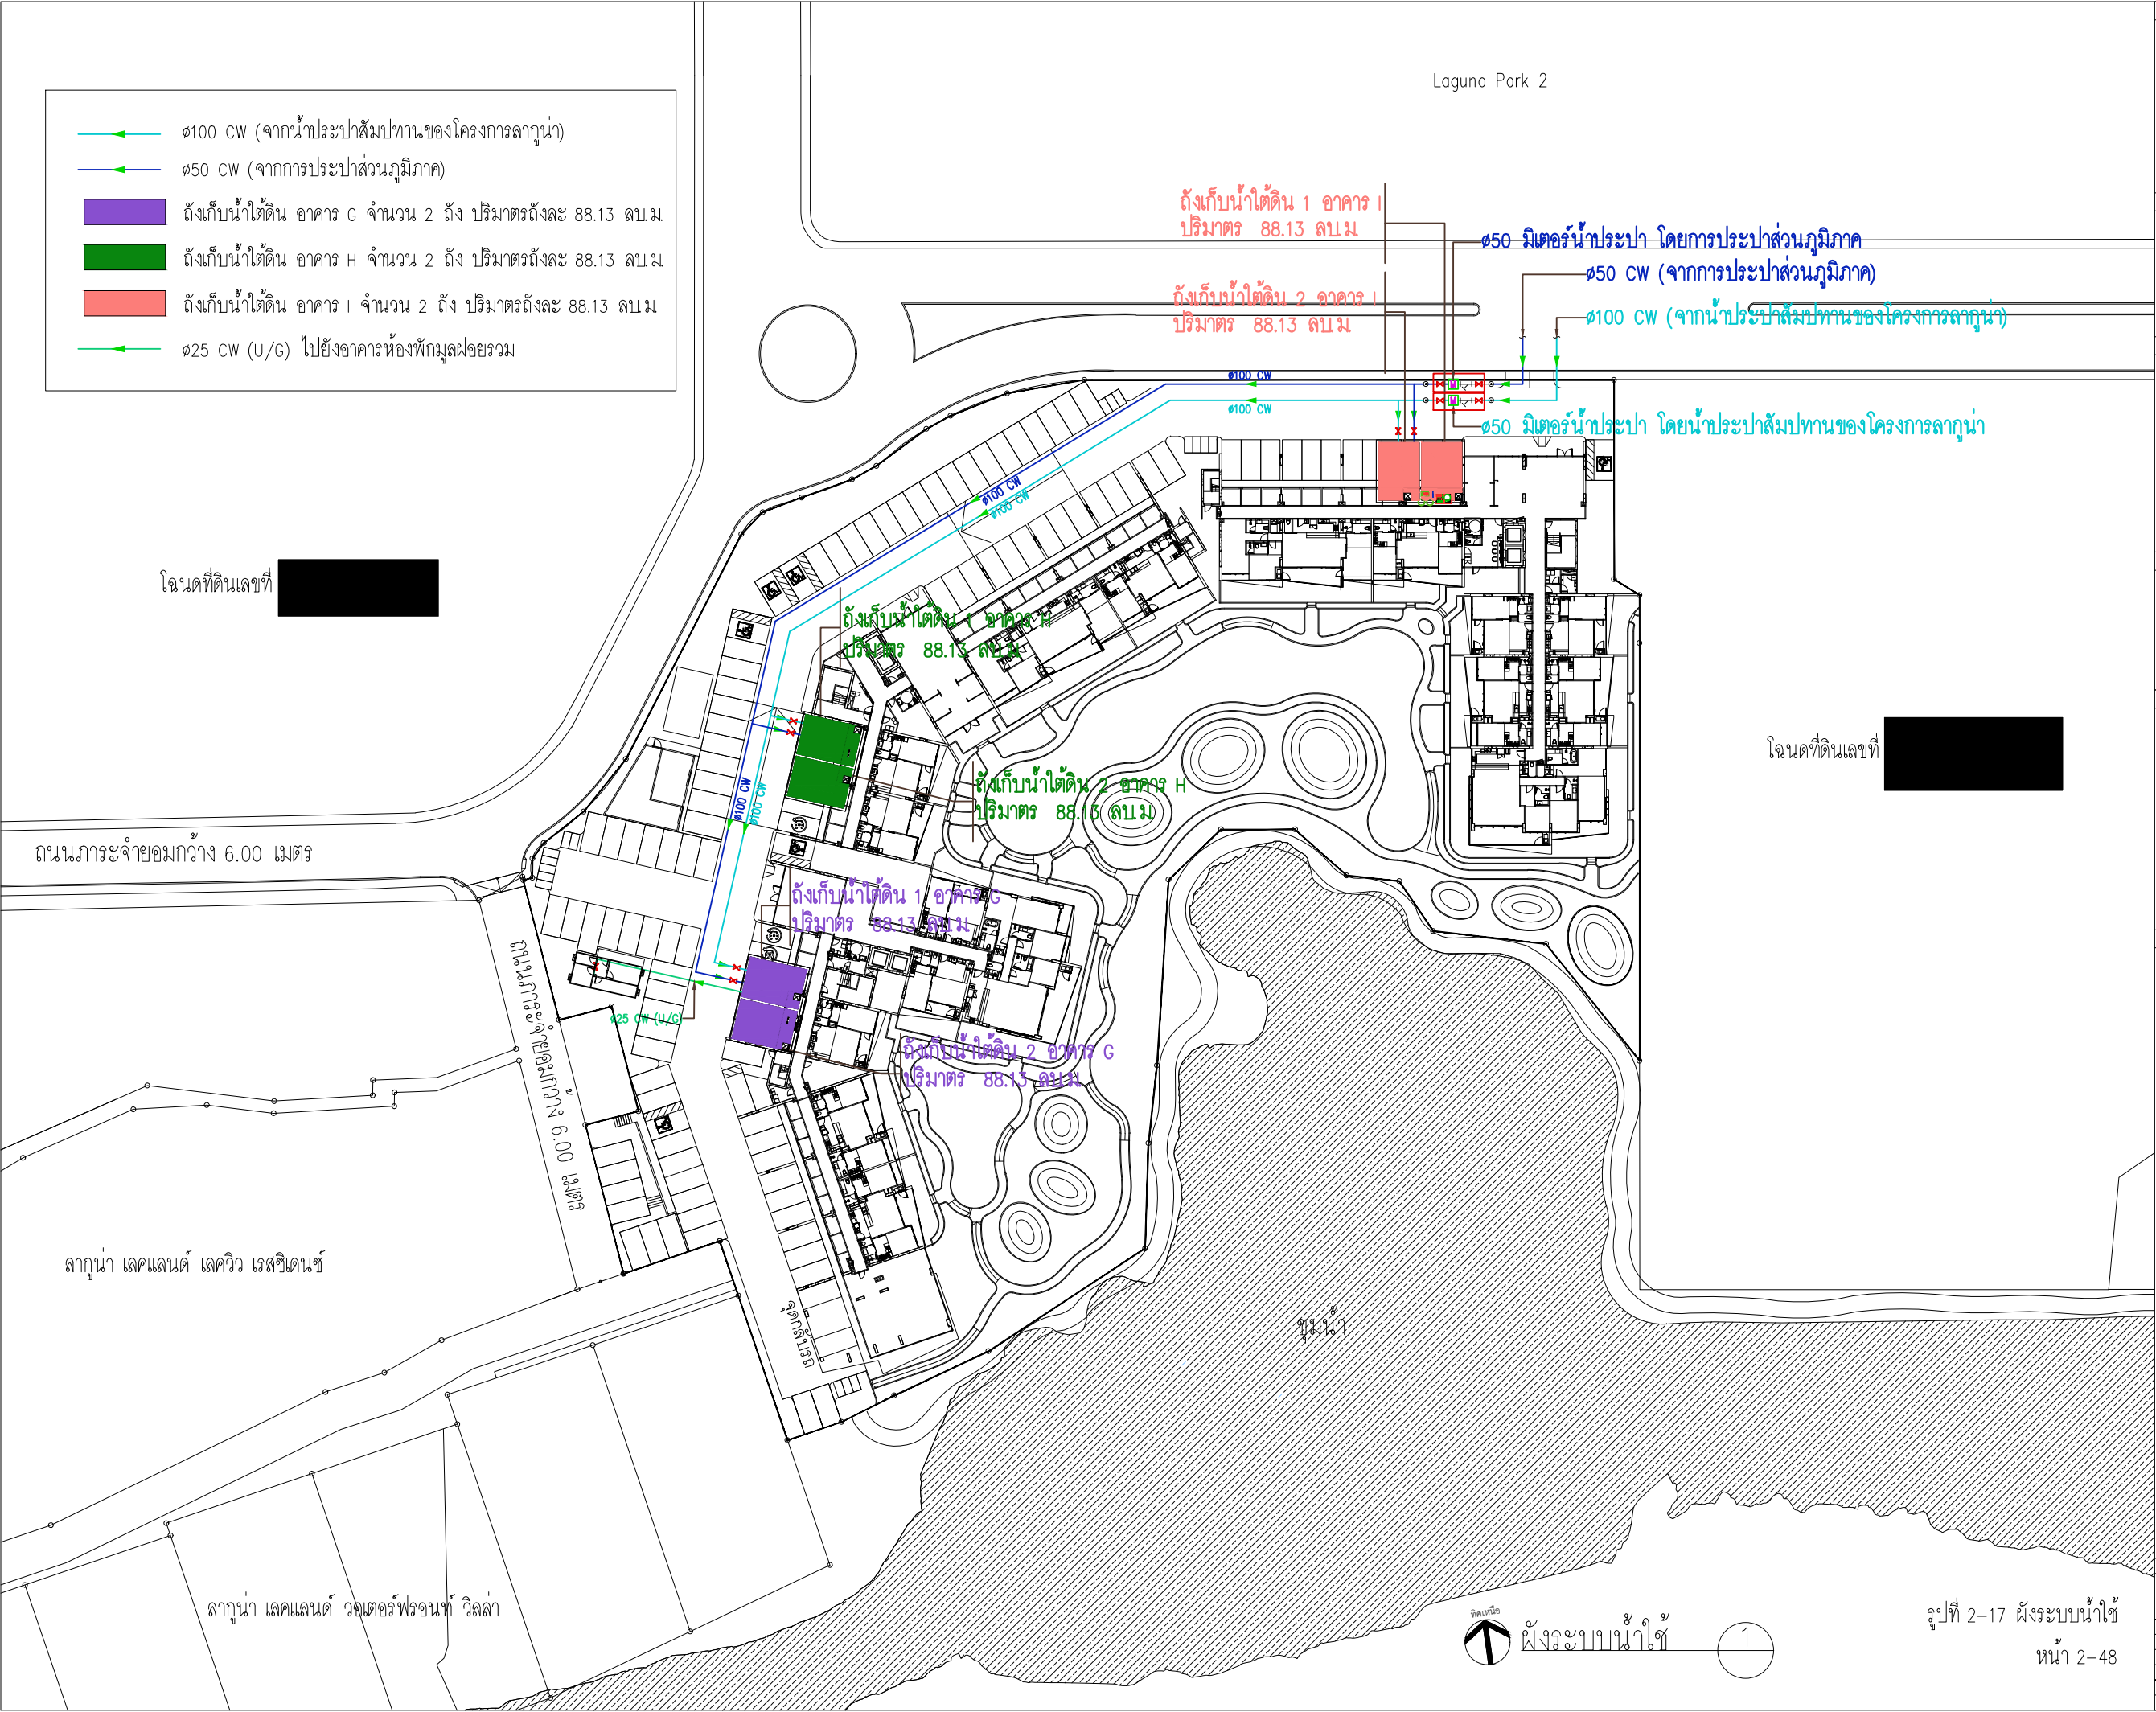 Laguna Park 2
ø100 CW (จากน้ำประปาสัมปทานของโครงการลากูน่า)
ø50 CW (จากการประปาส่วนภูมิภาค)
ถังเก็บน้ำใต้ดิน อาคาร G จำนวน 2 ถัง ปริมาตรถังละ 88.13 ลบ.ม.
ถังเก็บน้ำใต้ดิน อาคาร H จำนวน 2 ถัง ปริมาตรถังละ 88.13 ลบ.ม.
ถังเก็บน้ำใต้ดิน อาคาร I จำนวน 2 ถัง ปริมาตรถังละ 88.13 ลบ.ม.
ø25 CW (U/G) ไปยังอาคารห้องพักมูลฝอยรวม
ถังเก็บน้ำใต้ดิน 1 อาคาร I
ปริมาตร 88.13 ลบ.ม.
ø50 มิเตอร์น้ำประปา โดยการประปาส่วนภูมิภาค
ø50 CW (จากการประปาส่วนภูมิภาค)
ถังเก็บน้ำใต้ดิน 2 อาคาร I
ปริมาตร 88.13 ลบ.ม.
ø100 CW (จากน้ำประปาสัมปทานของโครงการลากูน่า)
ø100 CW
ø100 CW
ø50 มิเตอร์น้ำประปา โดยน้ำประปาสัมปทานของโครงการลากูน่า
ø100 CW
ø100 CW
โฉนดที่ดินเลขที่
ถังเก็บน้ำใต้ดิน 1 อาคาร H
ปริมาตร 88.13 ลบ.ม.
โฉนดที่ดินเลขที่
ถังเก็บน้ำใต้ดิน 2 อาคาร H
ปริมาตร 88.13 ลบ.ม.
ø100 CW
ø100 CW
ถนนภาระจำยอมกว้าง 6.00 เมตร
ถังเก็บน้ำใต้ดิน 1 อาคาร G
ปริมาตร 88.13 ลบ.ม.
ถนนภาระจำยอมกว้าง 6.00 เมตร
ø25 CW (U/G)
ถังเก็บน้ำใต้ดิน 2 อาคาร G
ปริมาตร 88.13 ลบ.ม.
ลากูน่า เลคแลนด์ เลควิว เรสซิเดนซ์
จุดกลับรถ
ขุมน้ำ
ลากูน่า เลคแลนด์ วอเตอร์ฟรอนท์ วิลล่า
ทิศเหนือ
ผังระบบน้ำใช้
1
รูปที่ 2-17 ผังระบบน้ำใช้
หน้า 2-48